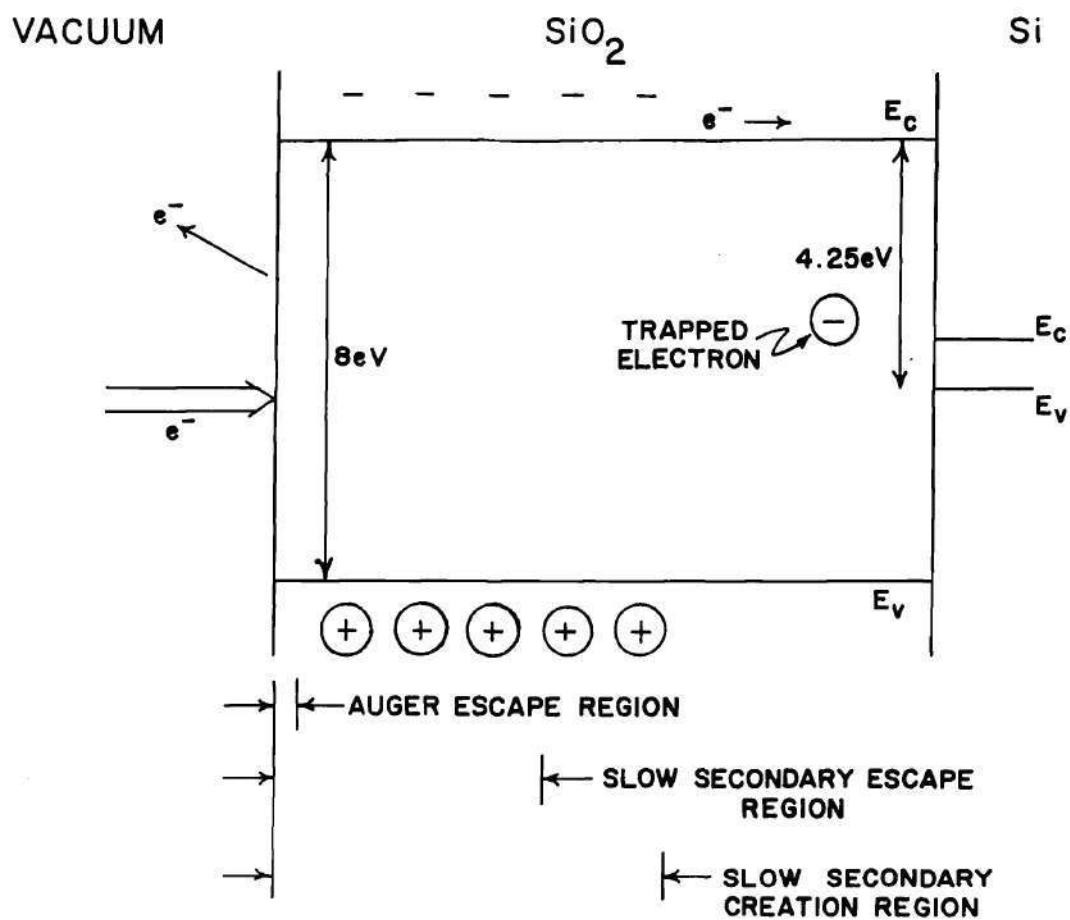 VACUUM SiO2 Si
− − − − −
e− EC
e−
4.25eV
8eV
TRAPPED
ELECTRON
−
EC
EV
e−
EV
+ + + + +
AUGER ESCAPE REGION
SLOW SECONDARY ESCAPE
REGION
SLOW SECONDARY
CREATION REGION